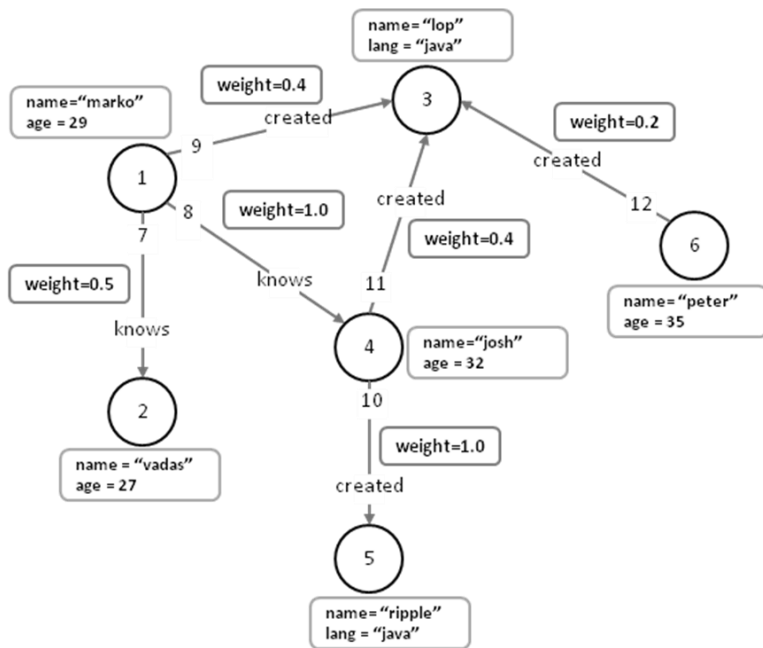 name= “lop”
lang = “java”
weight=0.4
name=“marko”
age = 29
3
created
weight=0.2
9
created
1
weight=1.0
created
8
12
7
weight=0.4
6
weight=0.5
knows
11
name=“peter”
age = 35
knows
4
name=“josh”
age = 32
10
2
weight=1.0
name = “vadas”
age = 27
created
5
name=“ripple”
lang = “java”